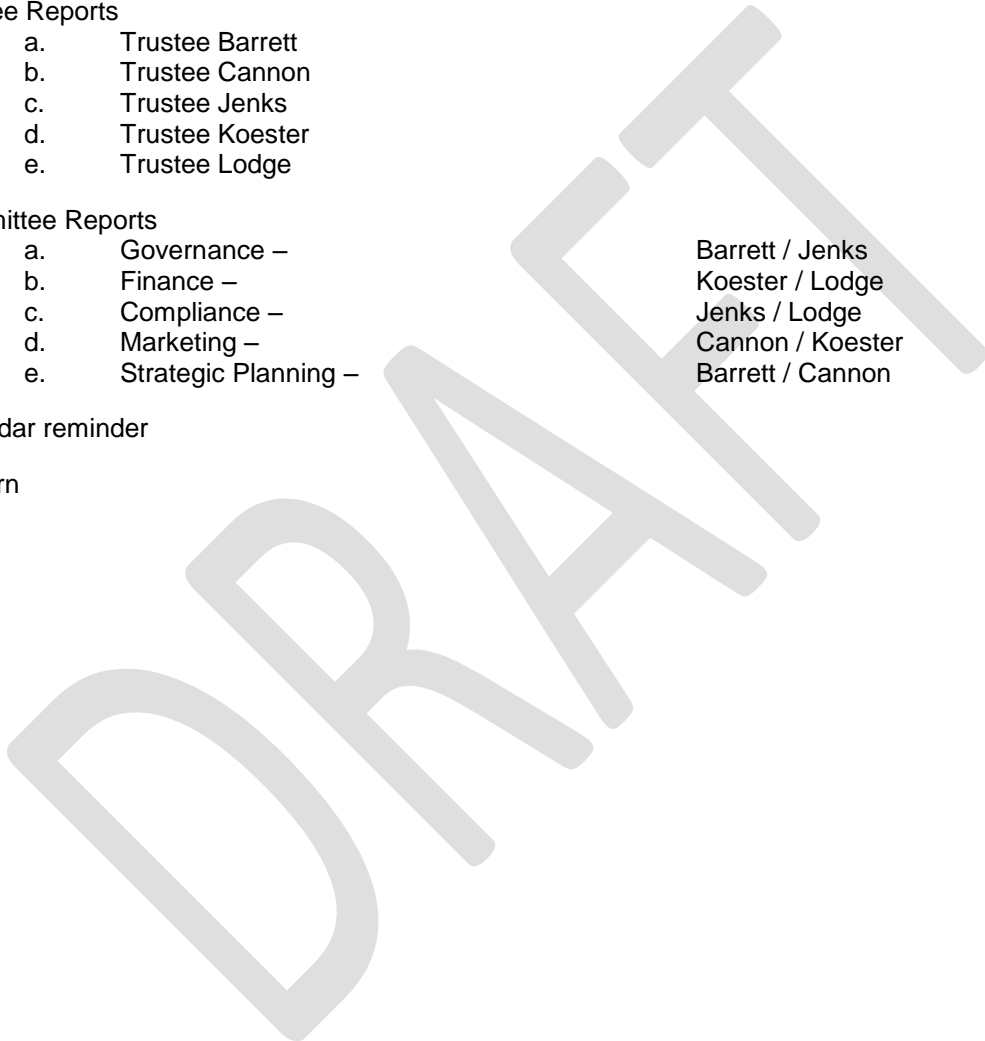 ee Reports
a. Trustee Barrett
b. Trustee Cannon
c. Trustee Jenks
d. Trustee Koester
e. Trustee Lodge
ittee Reports
a. Governance – Barrett / Jenks
b. Finance – Koester / Lodge
c. Compliance – Jenks / Lodge
d. Marketing – Cannon / Koester
e. Strategic Planning – Barrett / Cannon
dar reminder
rn
DRAFT